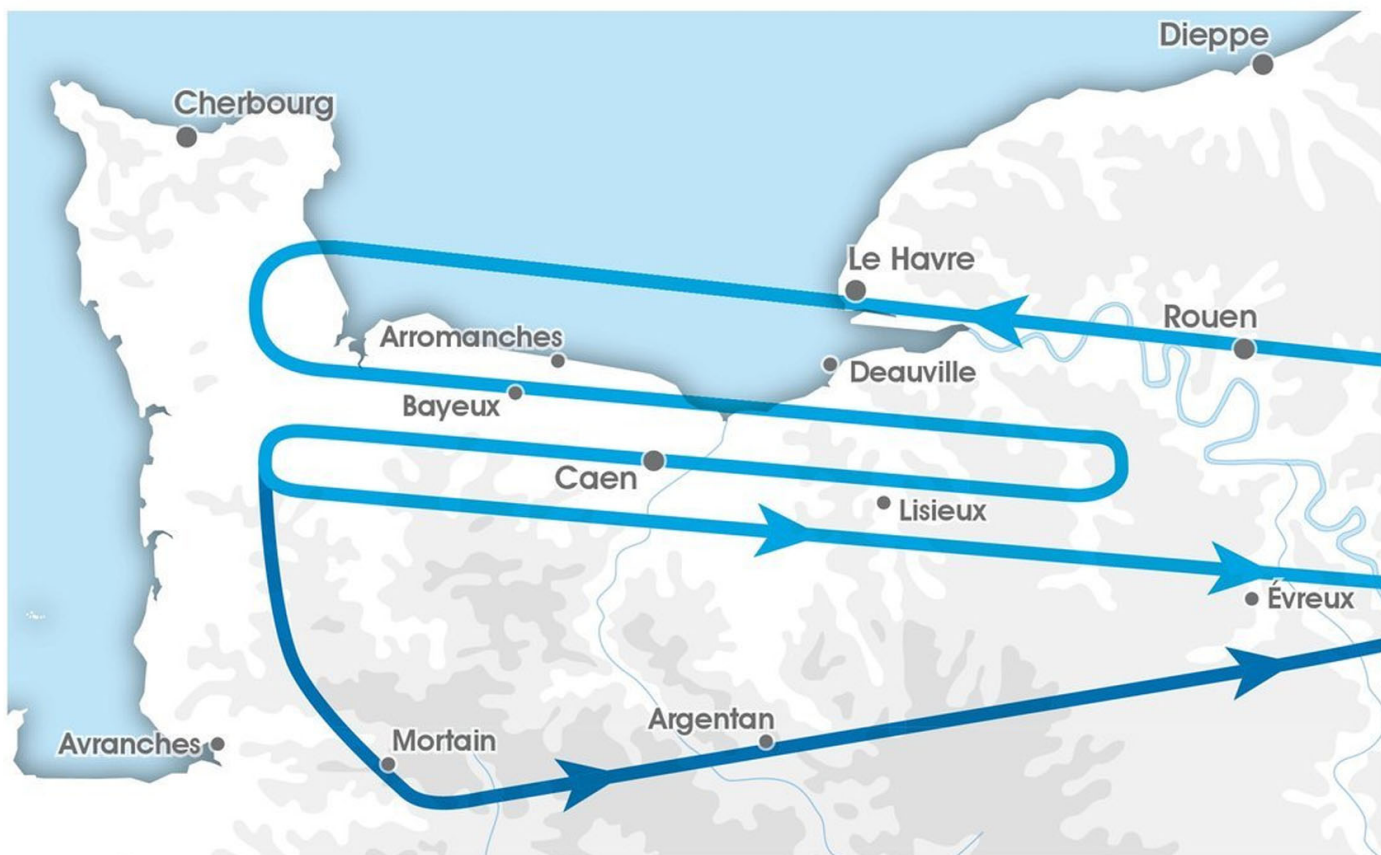 Dieppe
Cherbourg
Le Havre
Rouen
Arromanches
Deauville
Bayeux
Caen
Lisieux
Évreux
Argentan
Mortain
Avranches